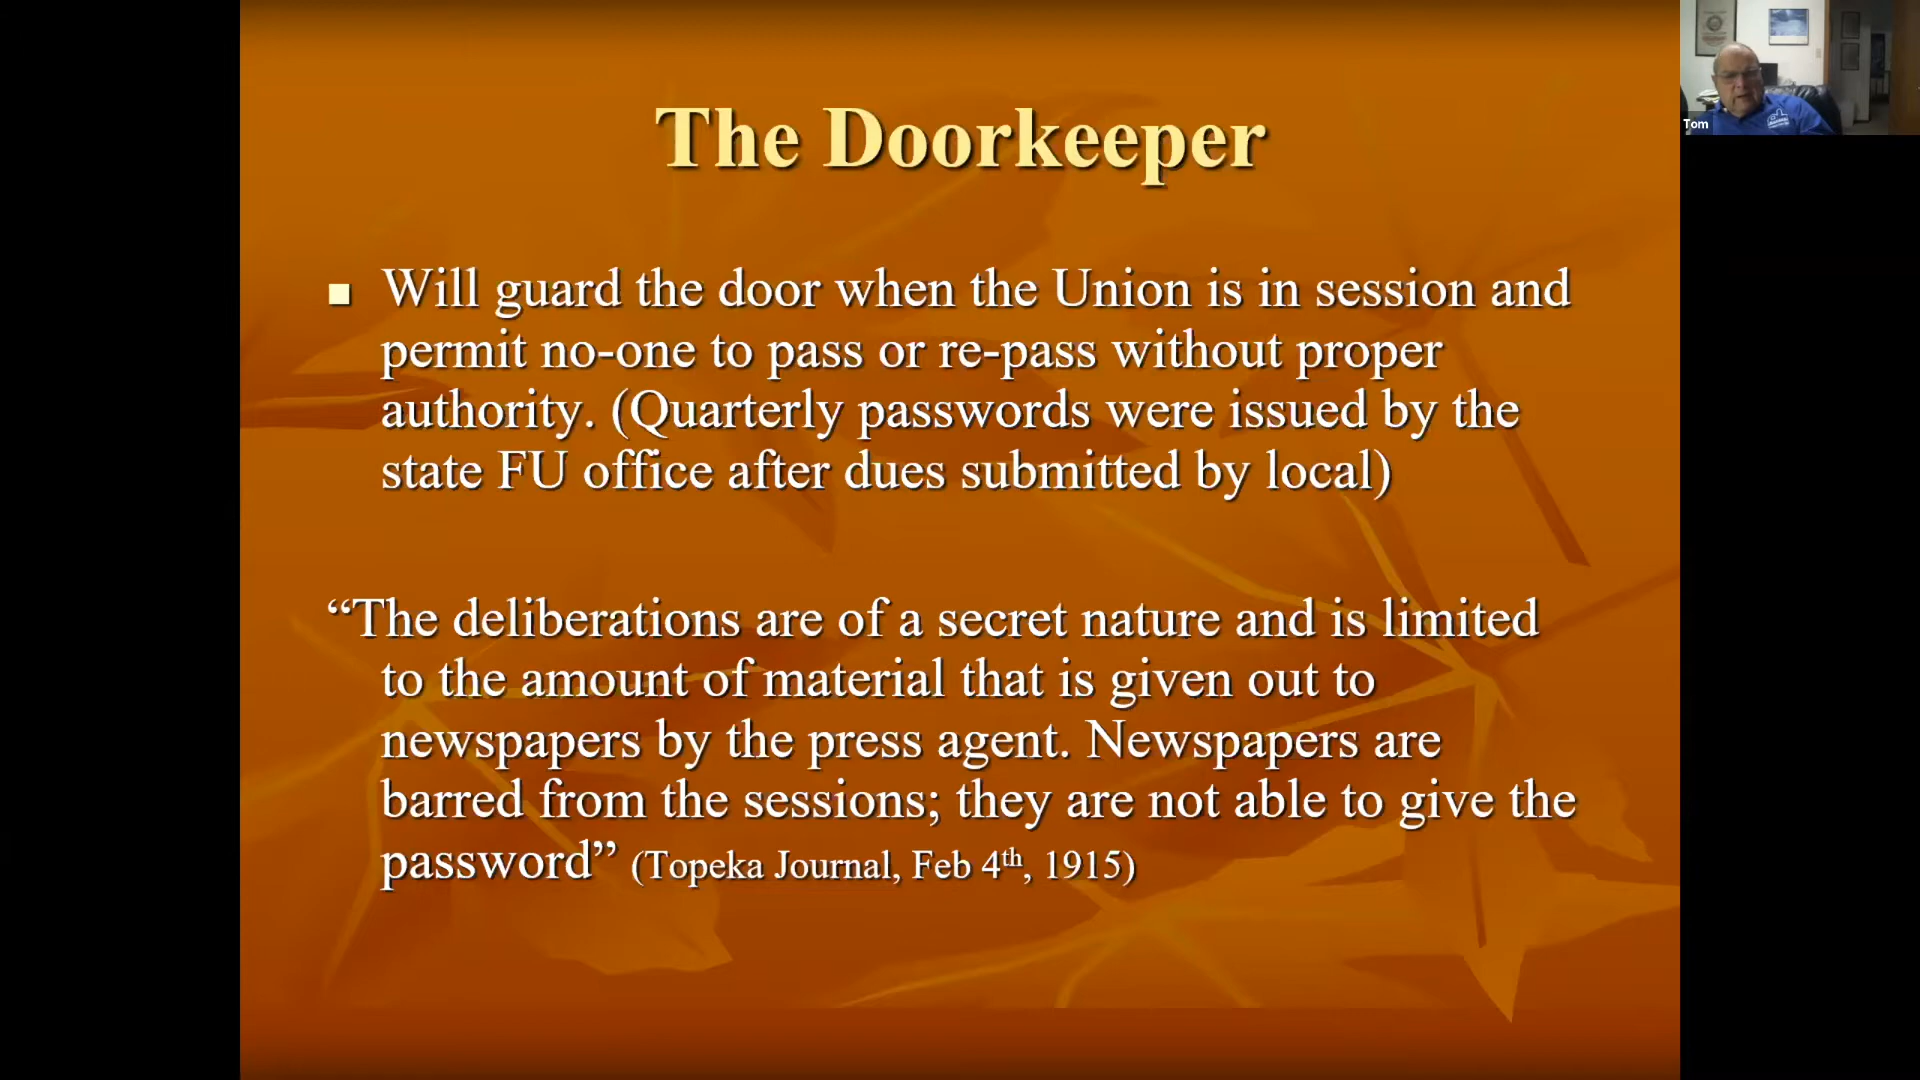 The Doorkeeper
Will guard the door when the Union is in session and
permit no-one to pass or re-pass without proper
authority. (Quarterly passwords were issued by the
state FU office after dues submitted by local)
“The deliberations are of a secret nature and is limited
to the amount of material that is given out to
newspapers by the press agent. Newspapers are
barred from the sessions; they are not able to give the
password” (Topeka Journal, Feb 4th, 1915)
Tom